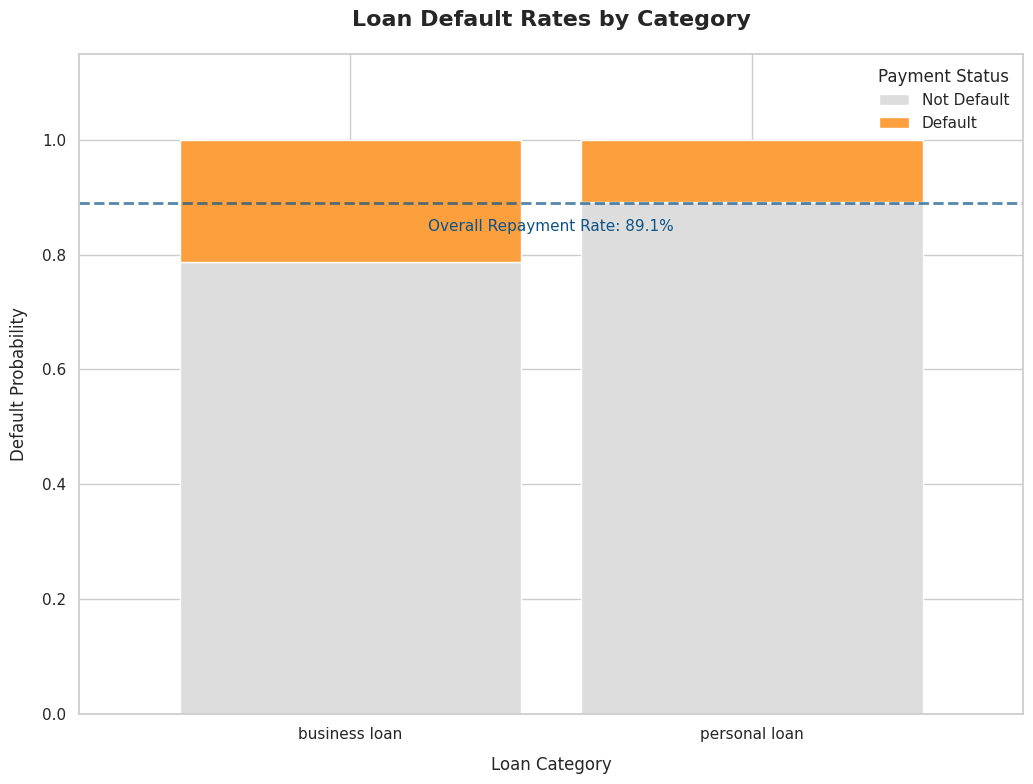 Loan Default Rates by Category
Payment Status
Not Default
Default
1.0
0.8
0.6
0.4
0.2
0.0
Default Probability
Overall Repayment Rate: 89.1%
business loan
personal loan
Loan Category